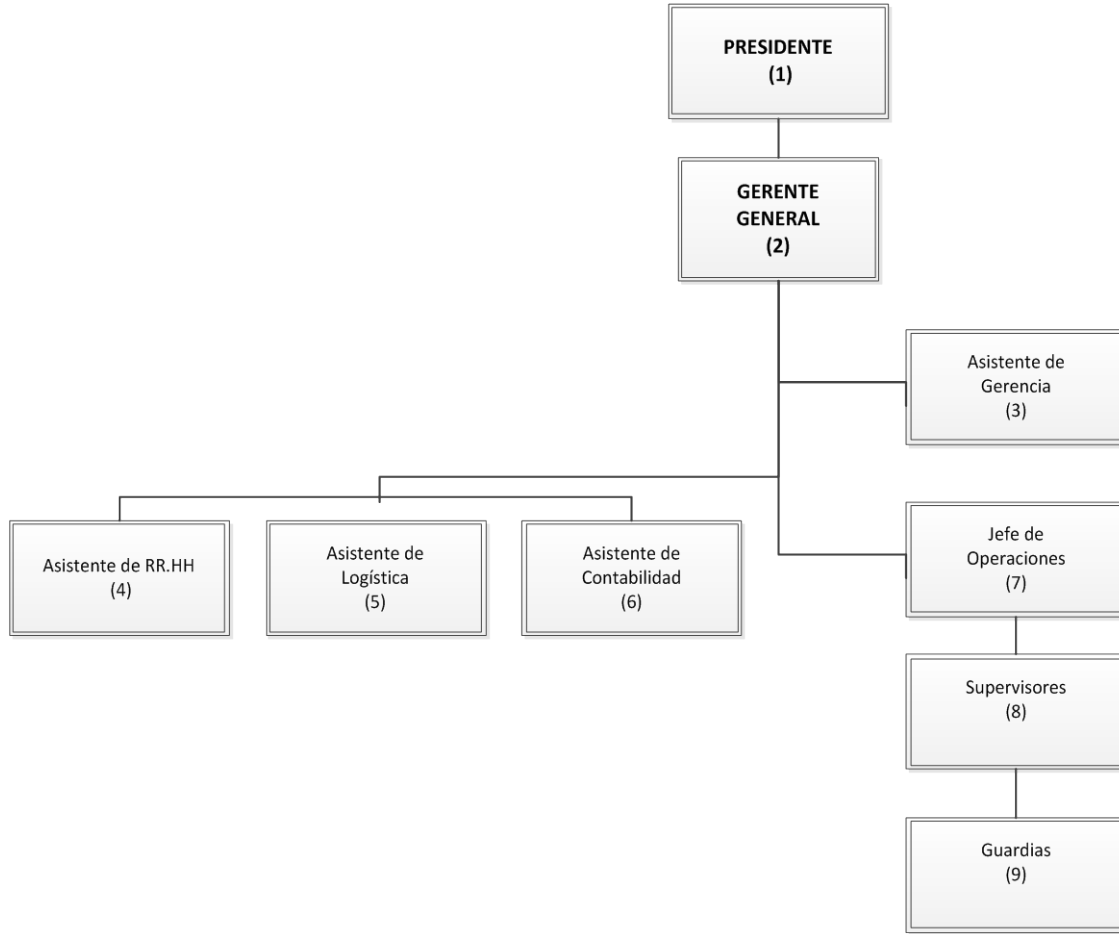 PRESIDENTE
(1)
GERENTE
GENERAL
(2)
Asistente de
Gerencia
(3)
Asistente de RR.HH
(4)
Asistente de
Logística
(5)
Asistente de
Contabilidad
(6)
Jefe de
Operaciones
(7)
Supervisores
(8)
Guardias
(9)